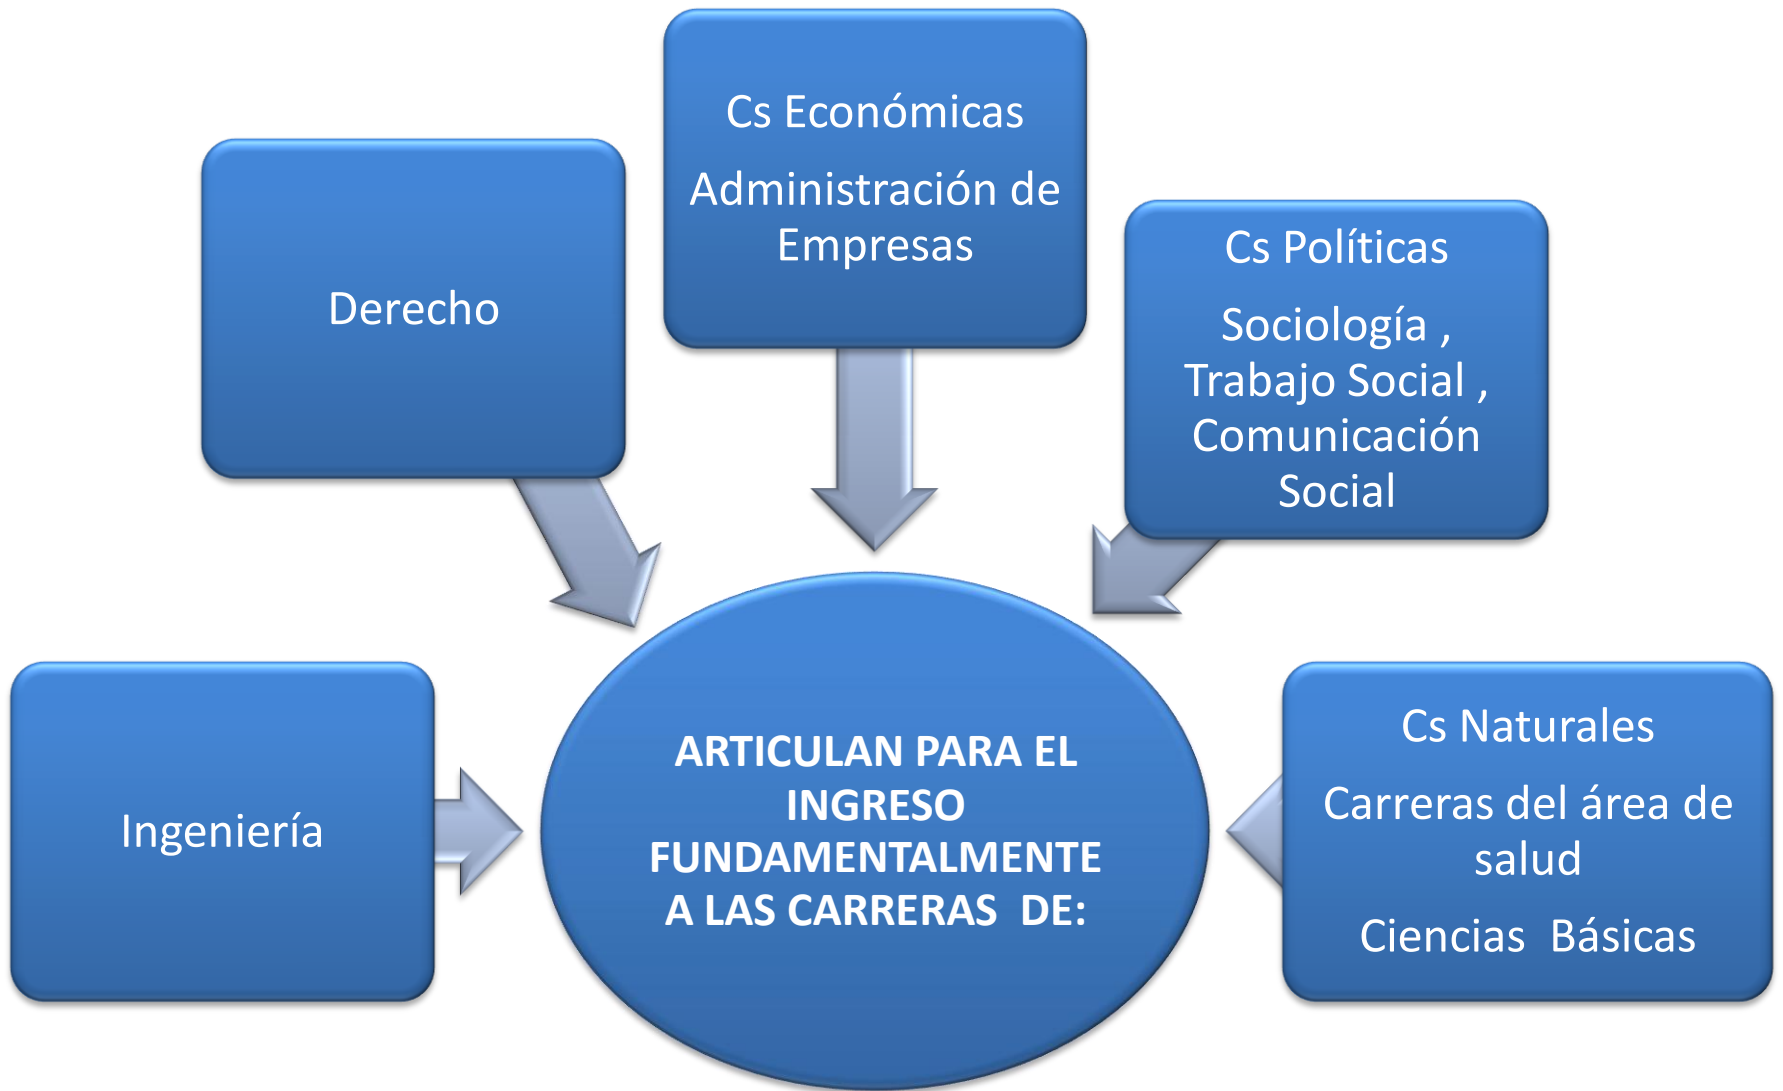 Cs Económicas
Administración de
Empresas
Derecho
Cs Políticas
Sociología ,
Trabajo Social ,
Comunicación
Social
Ingeniería
ARTICULAN PARA EL
INGRESO
FUNDAMENTALMENTE
A LAS CARRERAS  DE:
Cs Naturales
Carreras del área de
salud
Ciencias  Básicas